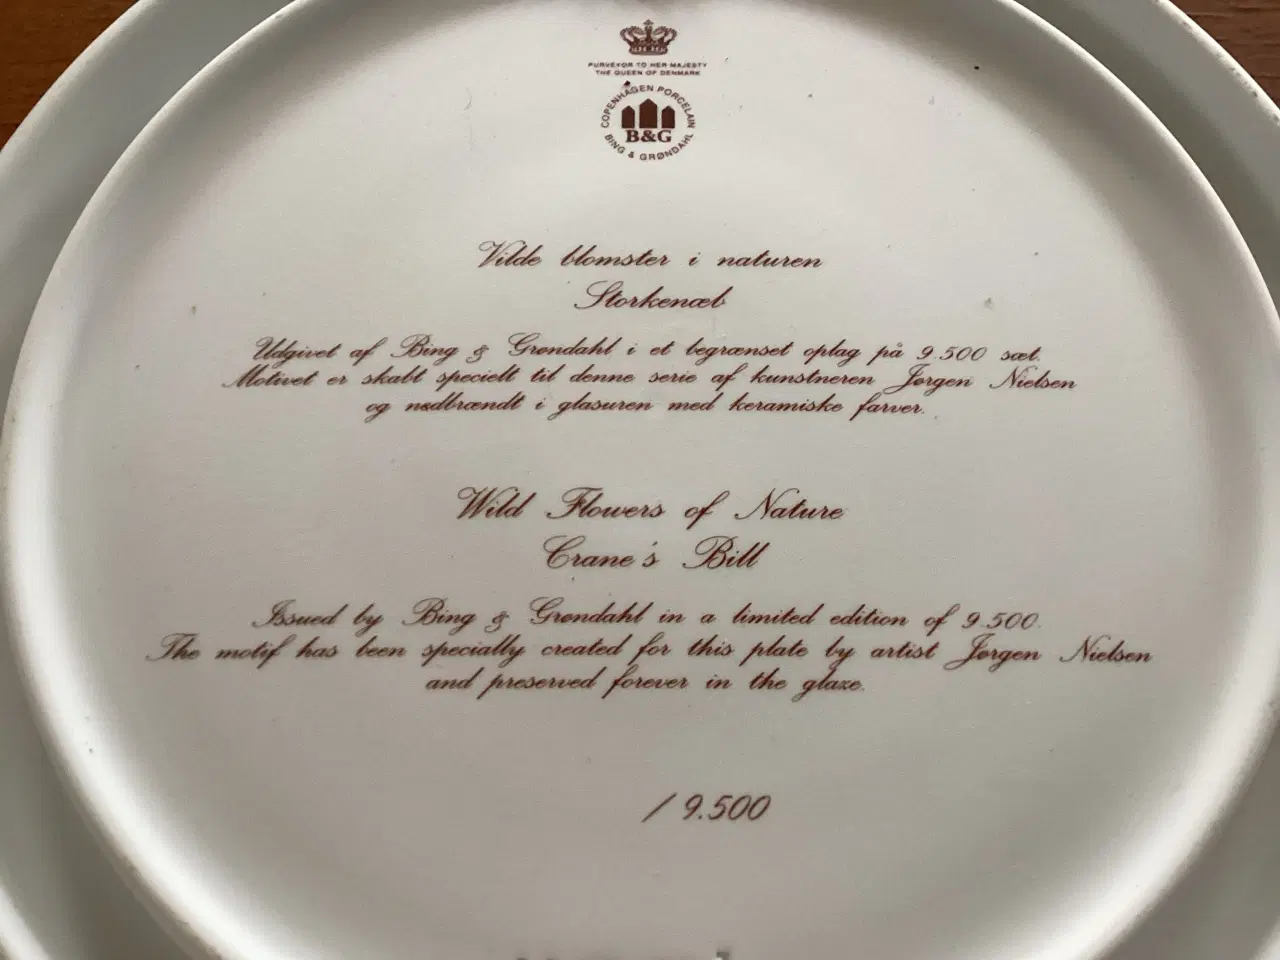 PURVEYOR TO HER MAJESTY
THE QUEEN OF DENMARK
COPENHAGEN PORCELAIN
B&G
BING & GRØNDAHL
Vilde blomster i naturen
Storkenæb
Udgivet af Bing & Grøndahl i et begrænset oplag på 9.500 sæt.
Motivet er skabt specielt til denne serie af kunstneren Jørgen Nielsen
og nedbrændt i glasuren med keramiske farver.
Wild Flowers of Nature
Crane's Bill
Issued by Bing & Grøndahl in a limited edition of 9.500.
The motif has been specially created for this plate by artist Jørgen Nielsen
and preserved forever in the glaze.
/ 9.500